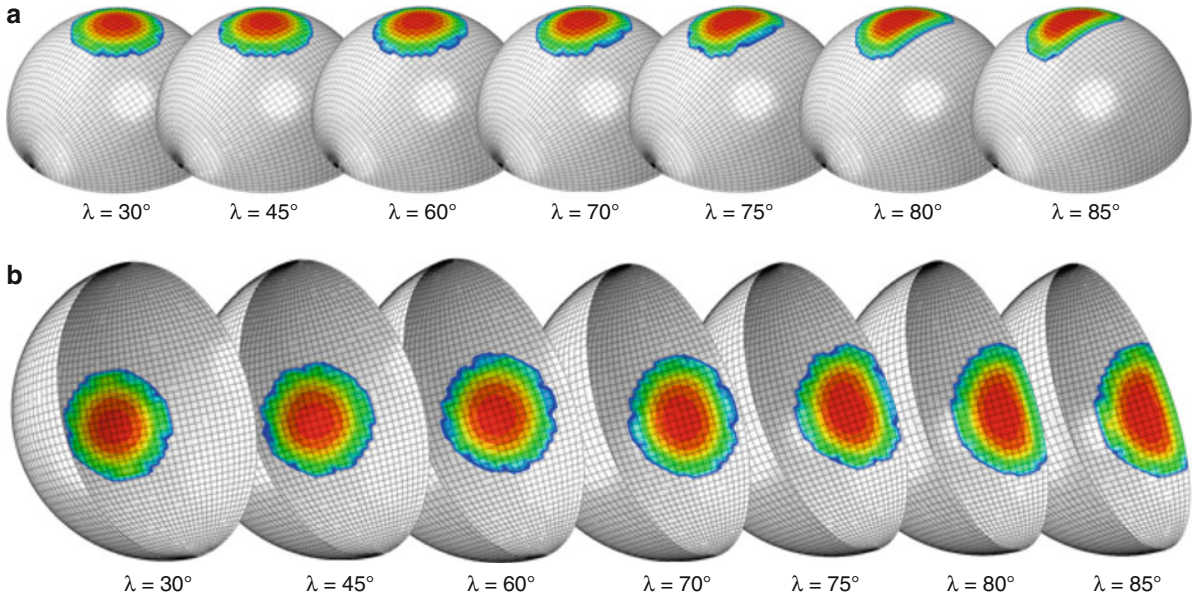 a
λ = 30° λ = 45° λ = 60° λ = 70° λ = 75° λ = 80° λ = 85°
b
λ = 30° λ = 45° λ = 60° λ = 70° λ = 75° λ = 80° λ = 85°